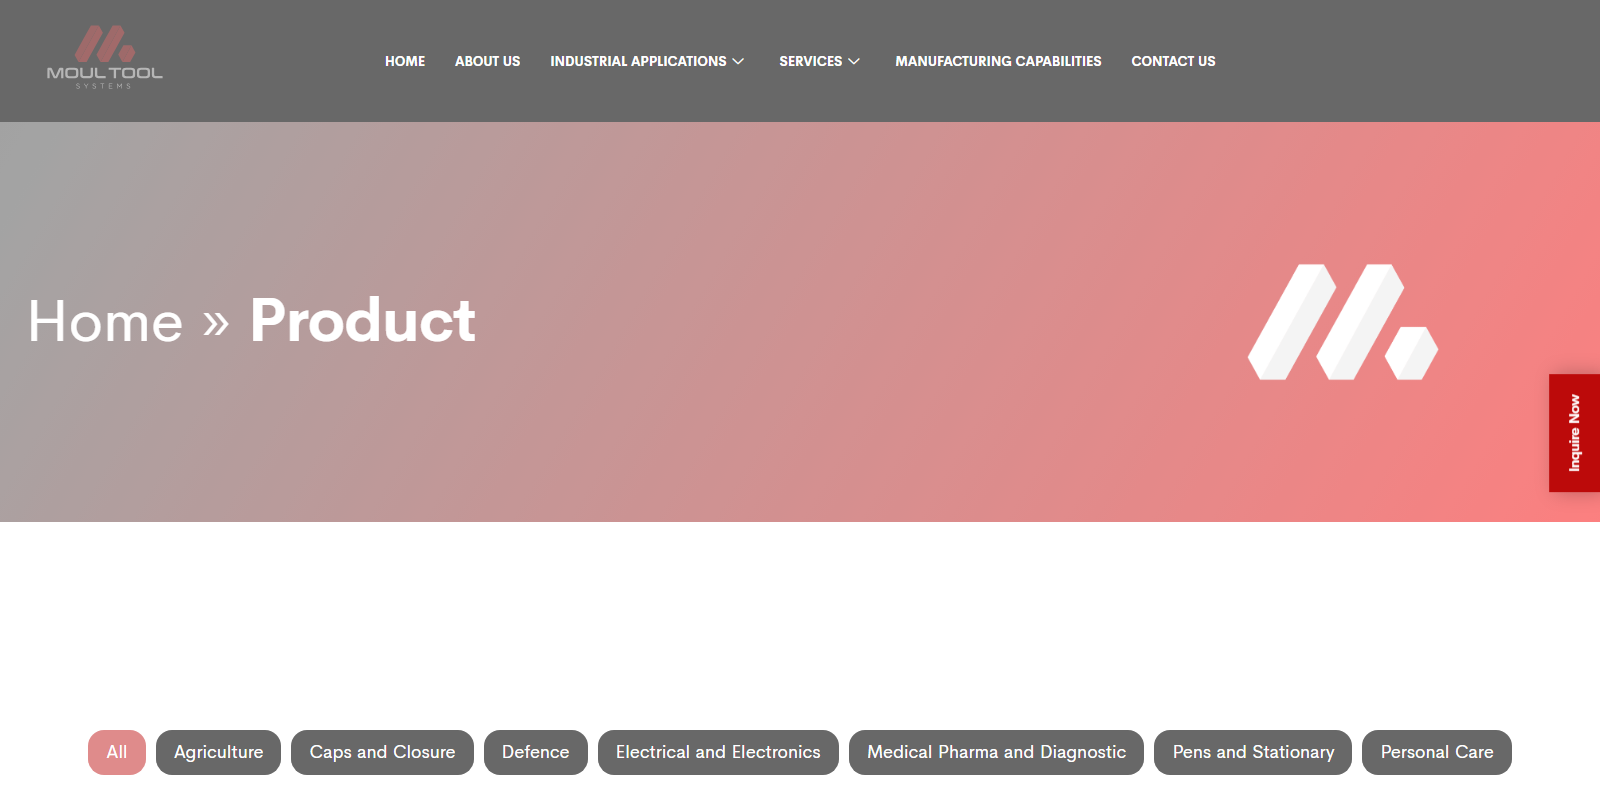 MOULTOOL
SYSTEMS
HOME
ABOUT US
INDUSTRIAL APPLICATIONS
SERVICES
MANUFACTURING CAPABILITIES
CONTACT US
Home » Product
Inquire Now
All
Agriculture
Caps and Closure
Defence
Electrical and Electronics
Medical Pharma and Diagnostic
Pens and Stationary
Personal Care